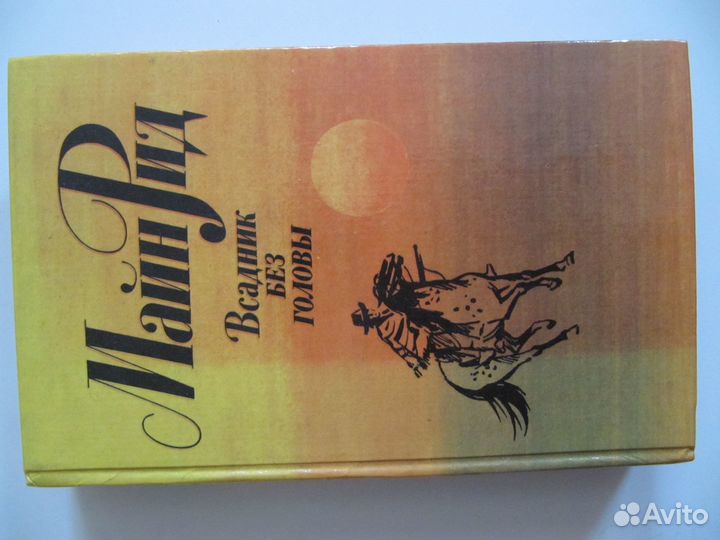 Майн Рид
Всадник
без
головы
Avito